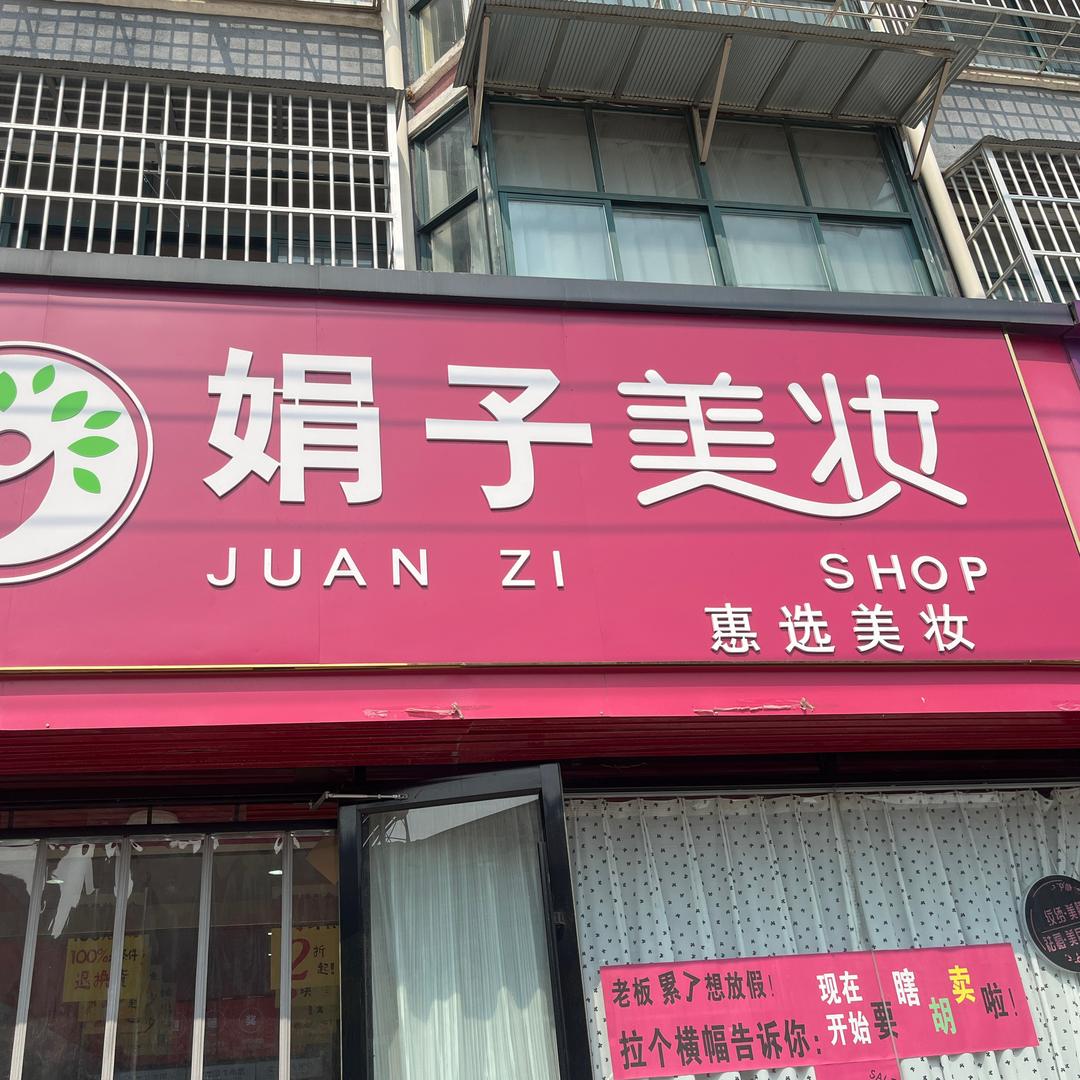 娟子美妆
JUAN ZI SHOP
惠选美妆
100%
退换货
2折
起!
老板 累了想放假!
拉个横幅告诉你:
现在
开始要
瞎胡卖啦!